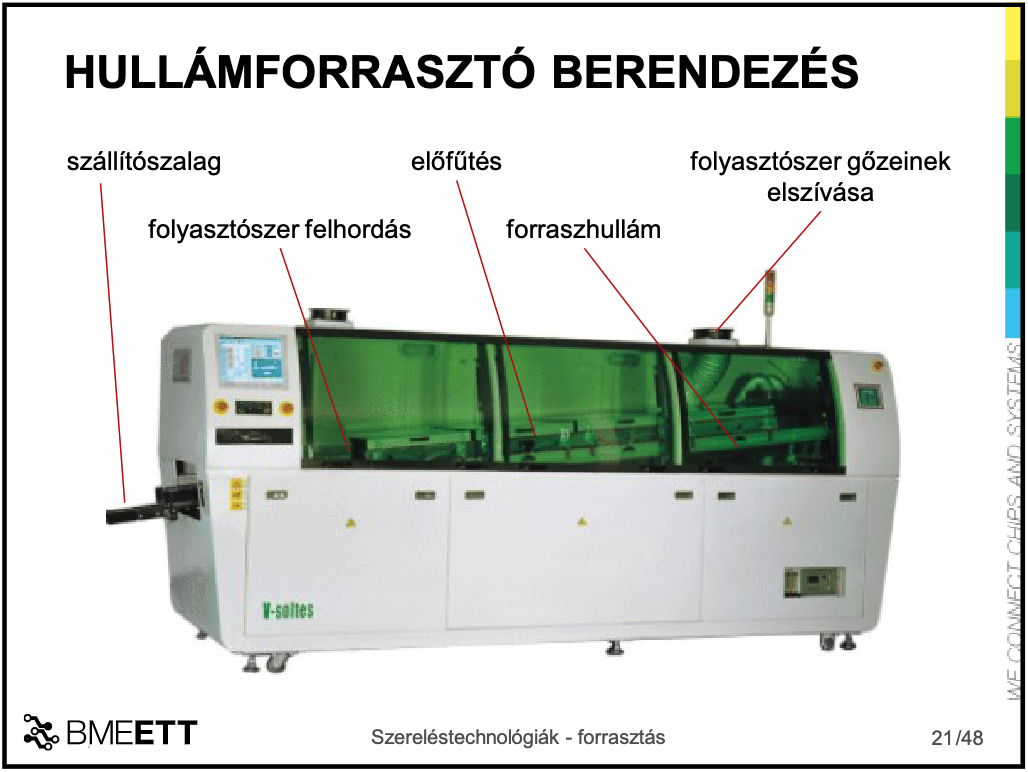 HULLÁMFORRASZTÓ BERENDEZÉS
szállítószalag
előfűtés
folyasztószer gőzeinek
elszívása
folyasztószer felhordás
forraszhullám
V-soltes
WE CONNECT CHIPS AND SYSTEMS
BMEETT
Szereléstechnológiák - forrasztás
21/48